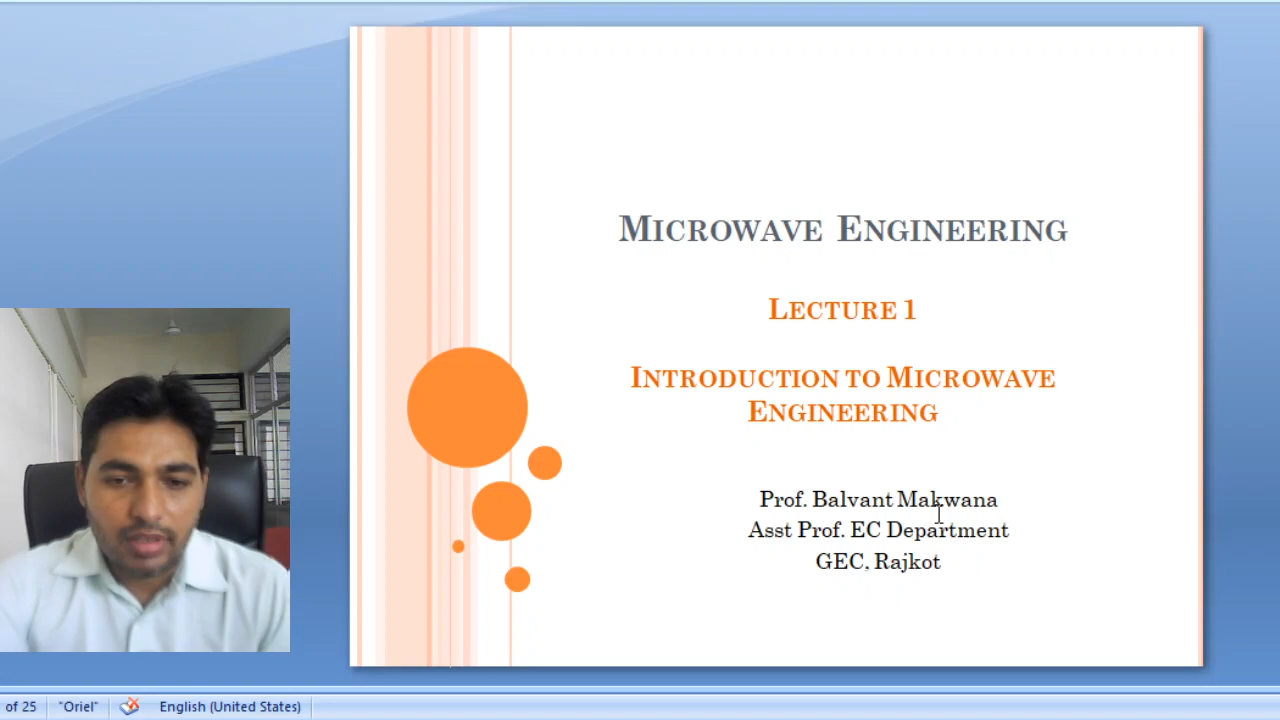 MICROWAVE ENGINEERING
LECTURE 1
INTRODUCTION TO MICROWAVE
ENGINEERING
Prof. Balvant Makwana
Asst Prof. EC Department
GEC, Rajkot
of 25 "Oriel" English (United States)